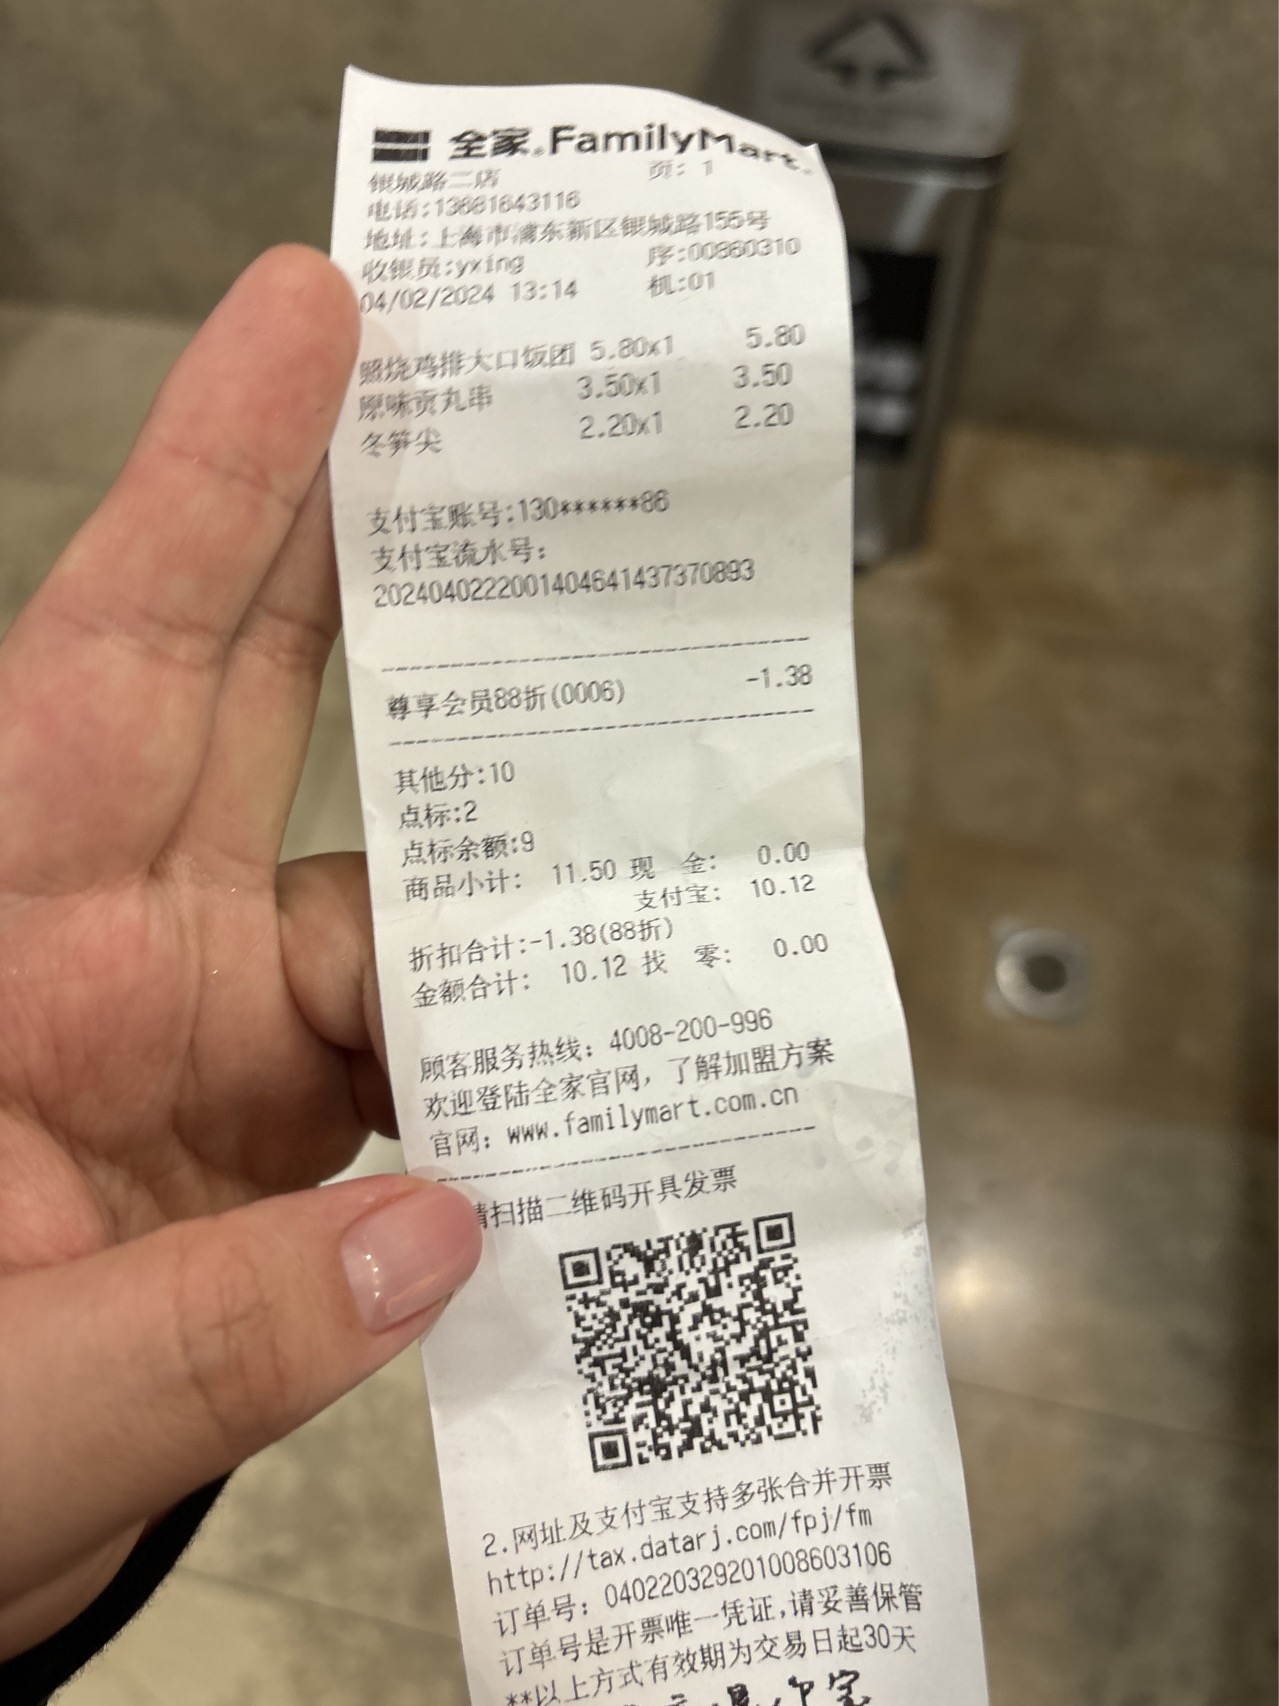 全家®FamilyMart®
银城路二店 页: 1
电话:13661643116
地址:上海市浦东新区银城路155号
收银员:yxing 序:00860310
04/02/2024 13:14 机:01
照烧鸡排大口饭团 5.80x1 5.80
原味贡丸串 3.50x1 3.50
冬笋尖 2.20x1 2.20
支付宝账号:130******86
支付宝流水号:
2024040222001404641437370893
尊享会员88折(0006) -1.38
其他分:10
点标:2
点标余额:9
商品小计: 11.50 现 金: 0.00
支付宝: 10.12
折扣合计:-1.38(88折)
金额合计: 10.12 找 零: 0.00
顾客服务热线: 4008-200-996
欢迎登陆全家官网,了解加盟方案
官网: www.familymart.com.cn
请扫描二维码开具发票
2.网址及支付宝支持多张合并开票
http://tax.datarj.com/fpj/fm
订单号: 040220329201008603106
订单号是开票唯一凭证,请妥善保管
**以上方式有效期为交易日起30天